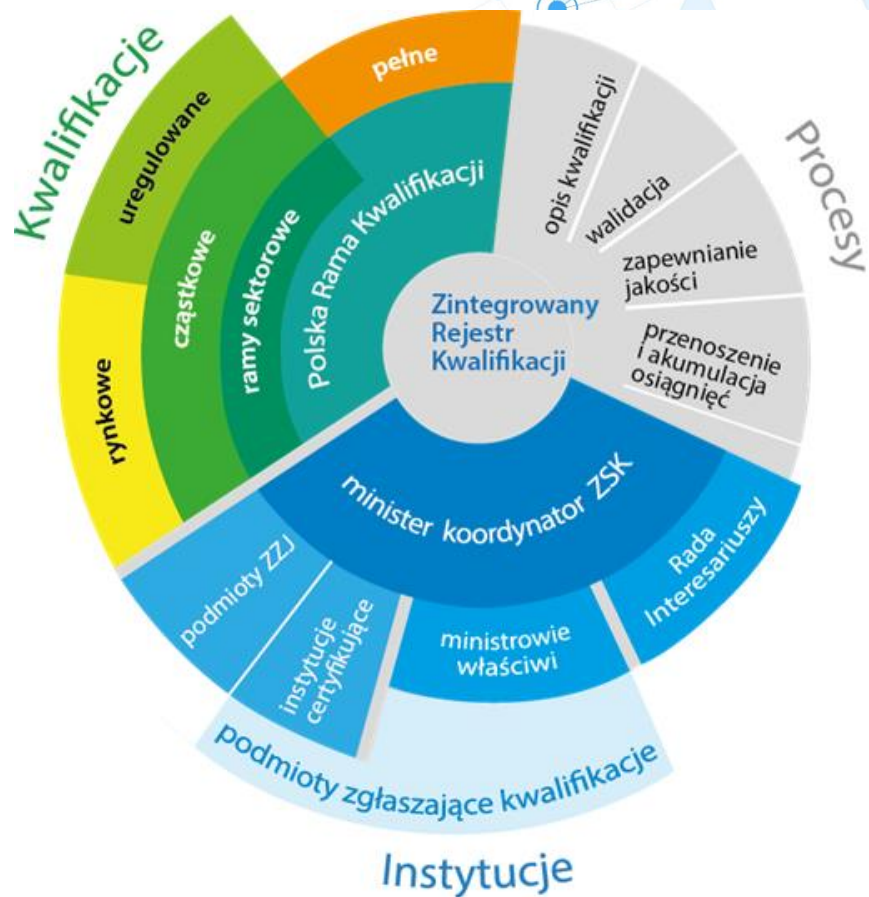 Kwalifikacje
uregulowane
rynkowe
pełne
cząstkowe
ramy sektorowe
Polska Rama Kwalifikacji
Procesy
opis kwalifikacji
walidacja
zapewnianie
jakości
przenoszenie
i akumulacja
osiągnięć
Zintegrowany
Rejestr
Kwalifikacji
minister koordynator ZSK
podmioty ZZJ
instytucje
certyfikujące
ministrowie
właściwi
Rada
Interesariuszy
podmioty zgłaszające kwalifikacje
Instytucje